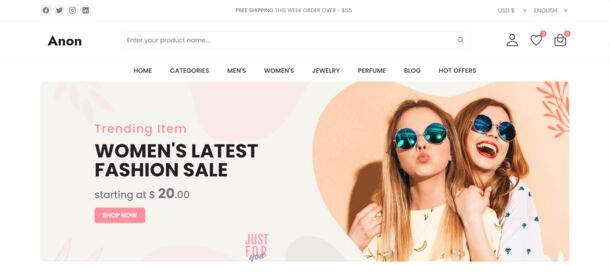 FREE SHIPPING THIS WEEK ORDER OVER - $55
USD $
ENGLISH
Anon
Enter your product name...
0
0
HOME
CATEGORIES
MEN'S
WOMEN'S
JEWELRY
PERFUME
BLOG
HOT OFFERS
Trending Item
WOMEN'S LATEST
FASHION SALE
starting at $ 20.00
SHOP NOW
JUST
FOR
you